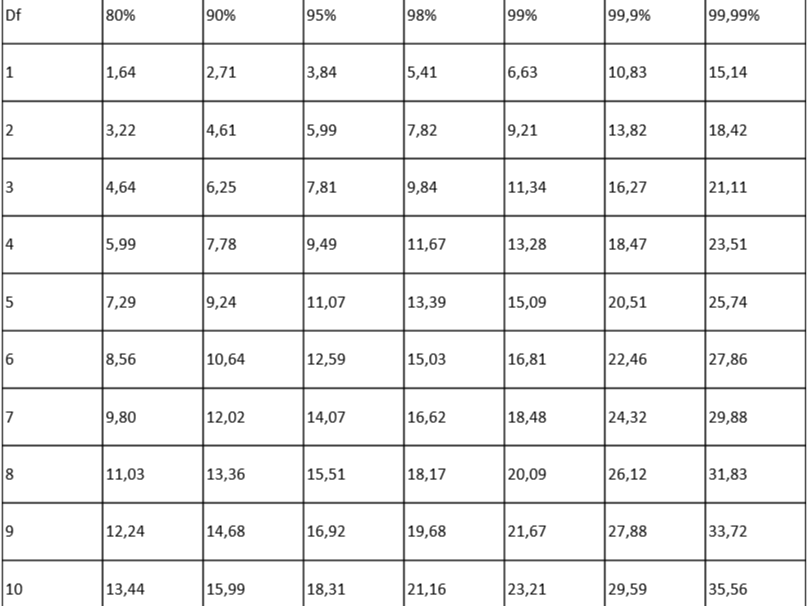 Df 80% 90% 95% 98% 99% 99,9% 99,99%
1 1,64 2,71 3,84 5,41 6,63 10,83 15,14
2 3,22 4,61 5,99 7,82 9,21 13,82 18,42
3 4,64 6,25 7,81 9,84 11,34 16,27 21,11
4 5,99 7,78 9,49 11,67 13,28 18,47 23,51
5 7,29 9,24 11,07 13,39 15,09 20,51 25,74
6 8,56 10,64 12,59 15,03 16,81 22,46 27,86
7 9,80 12,02 14,07 16,62 18,48 24,32 29,88
8 11,03 13,36 15,51 18,17 20,09 26,12 31,83
9 12,24 14,68 16,92 19,68 21,67 27,88 33,72
10 13,44 15,99 18,31 21,16 23,21 29,59 35,56